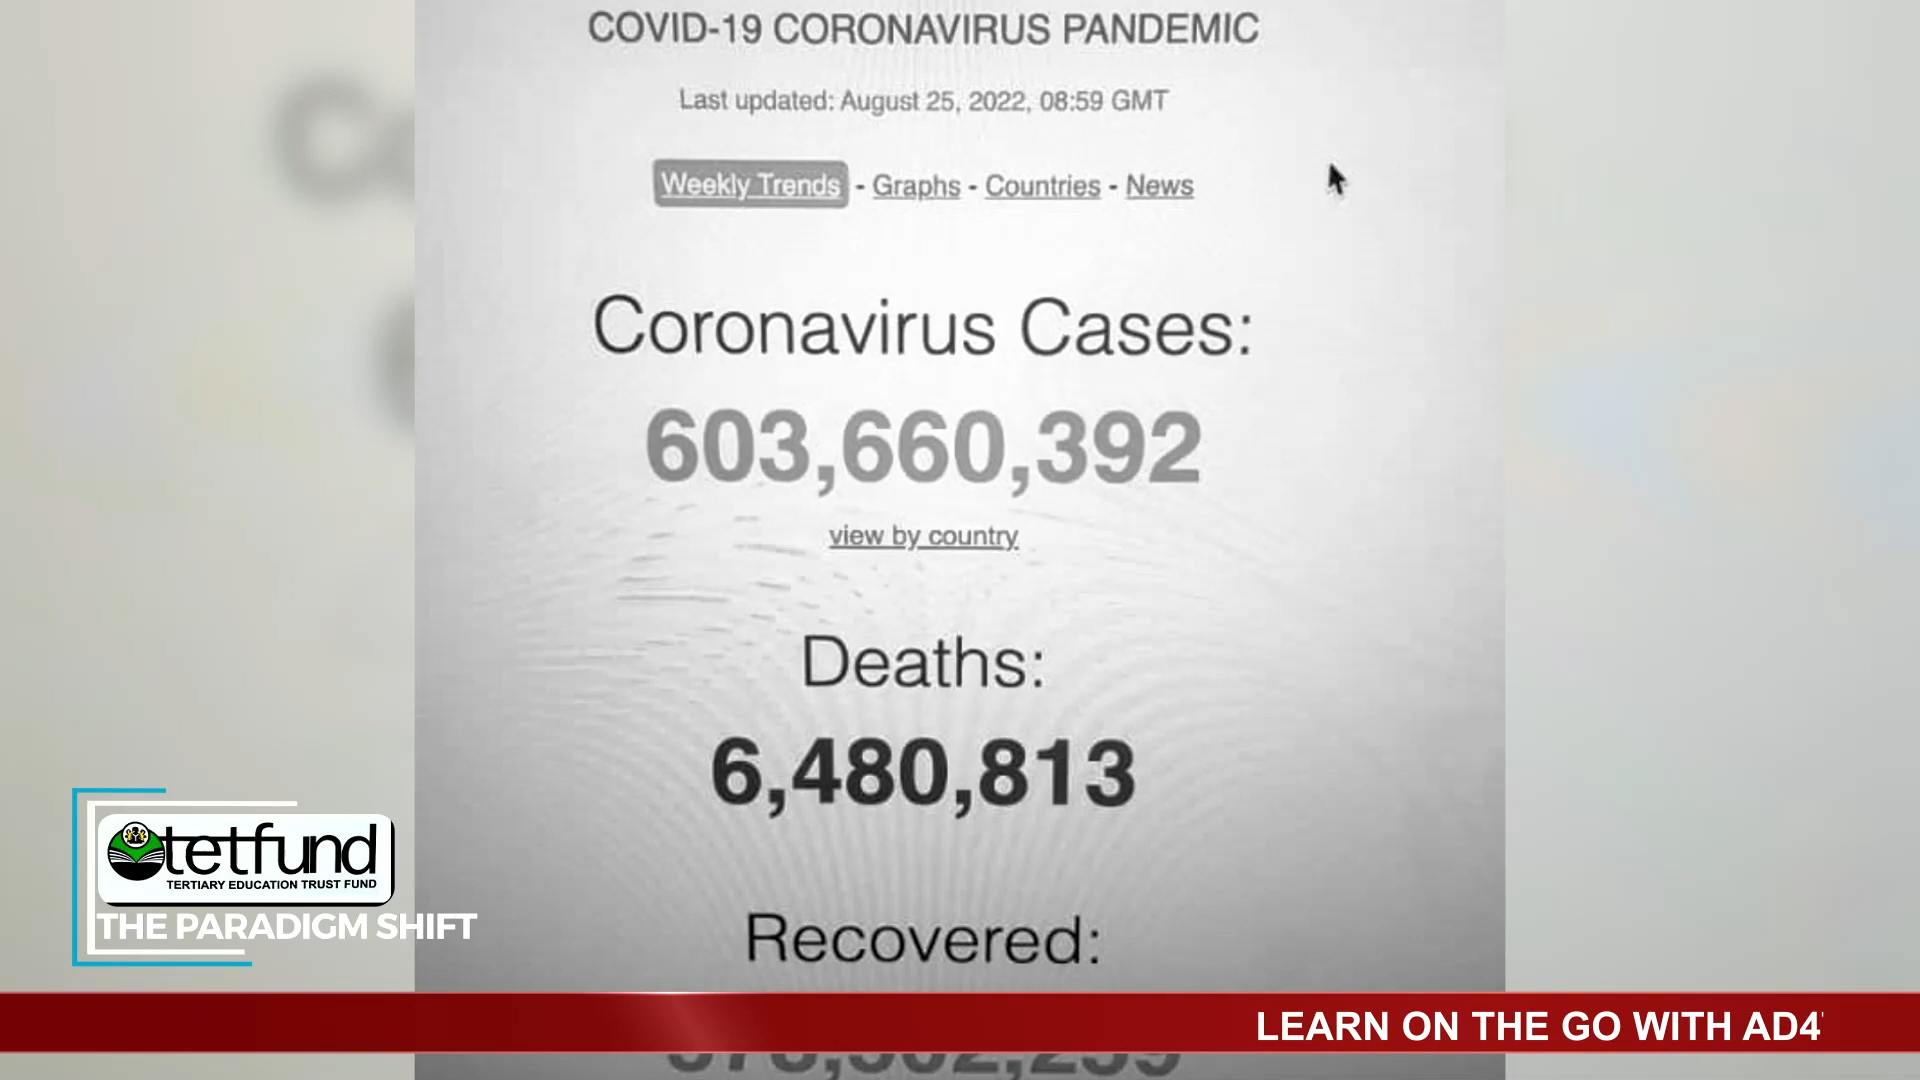 COVID-19 CORONAVIRUS PANDEMIC
Last updated: August 25, 2022, 08:59 GMT
Weekly Trends - Graphs - Countries - News
Coronavirus Cases:
603,660,392
view by country
Deaths:
6,480,813
Recovered:
tetfund
TERTIARY EDUCATION TRUST FUND
THE PARADIGM SHIFT
LEARN ON THE GO WITH AD4